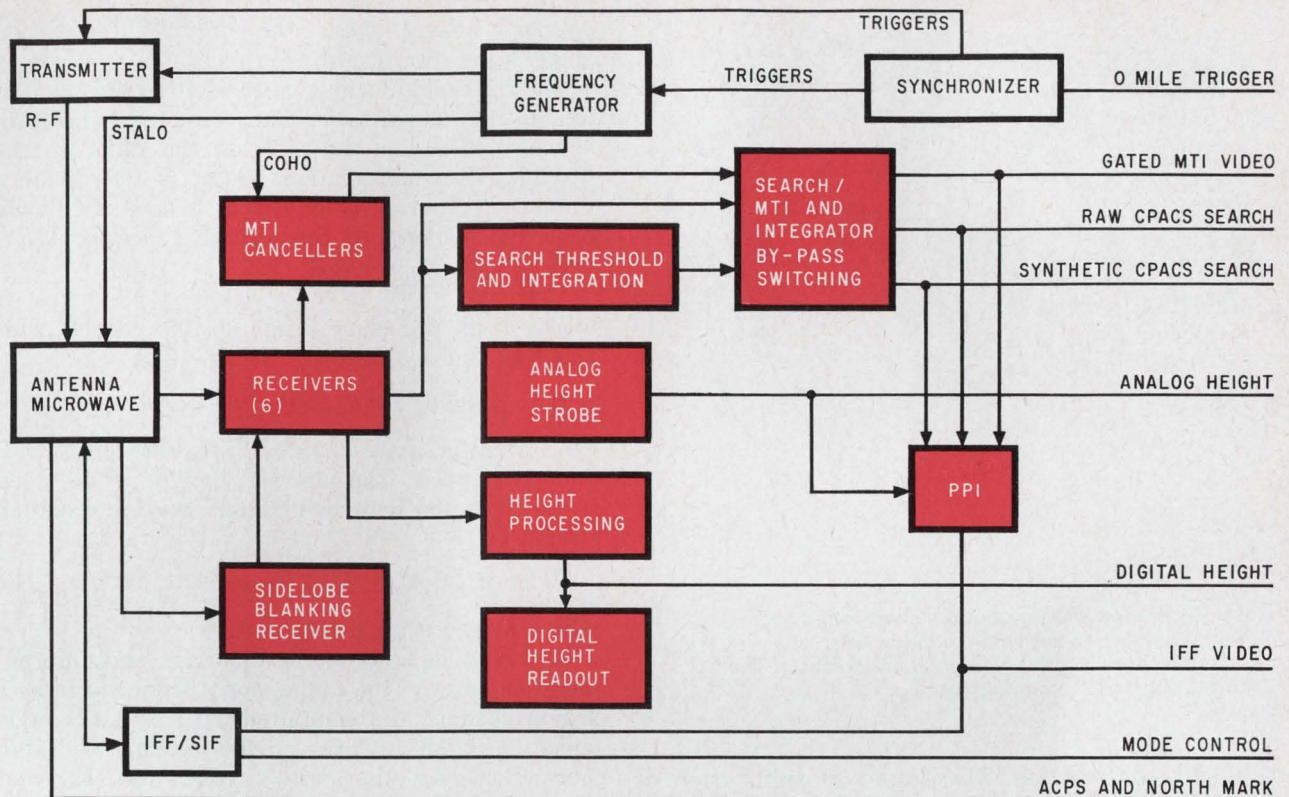 TRIGGERS
TRANSMITTER
FREQUENCY
GENERATOR
TRIGGERS
SYNCHRONIZER
0 MILE TRIGGER
R-F
STALO
COHO
GATED MTI VIDEO
MTI
CANCELLERS
SEARCH THRESHOLD
AND INTEGRATION
SEARCH /
MTI AND
INTEGRATOR
BY-PASS
SWITCHING
RAW CPACS SEARCH
SYNTHETIC CPACS SEARCH
ANTENNA
MICROWAVE
RECEIVERS
(6)
ANALOG
HEIGHT
STROBE
ANALOG HEIGHT
HEIGHT
PROCESSING
PPI
SIDELOBE
BLANKING
RECEIVER
DIGITAL
HEIGHT
READOUT
DIGITAL HEIGHT
IFF VIDEO
IFF/SIF
MODE CONTROL
ACPS AND NORTH MARK